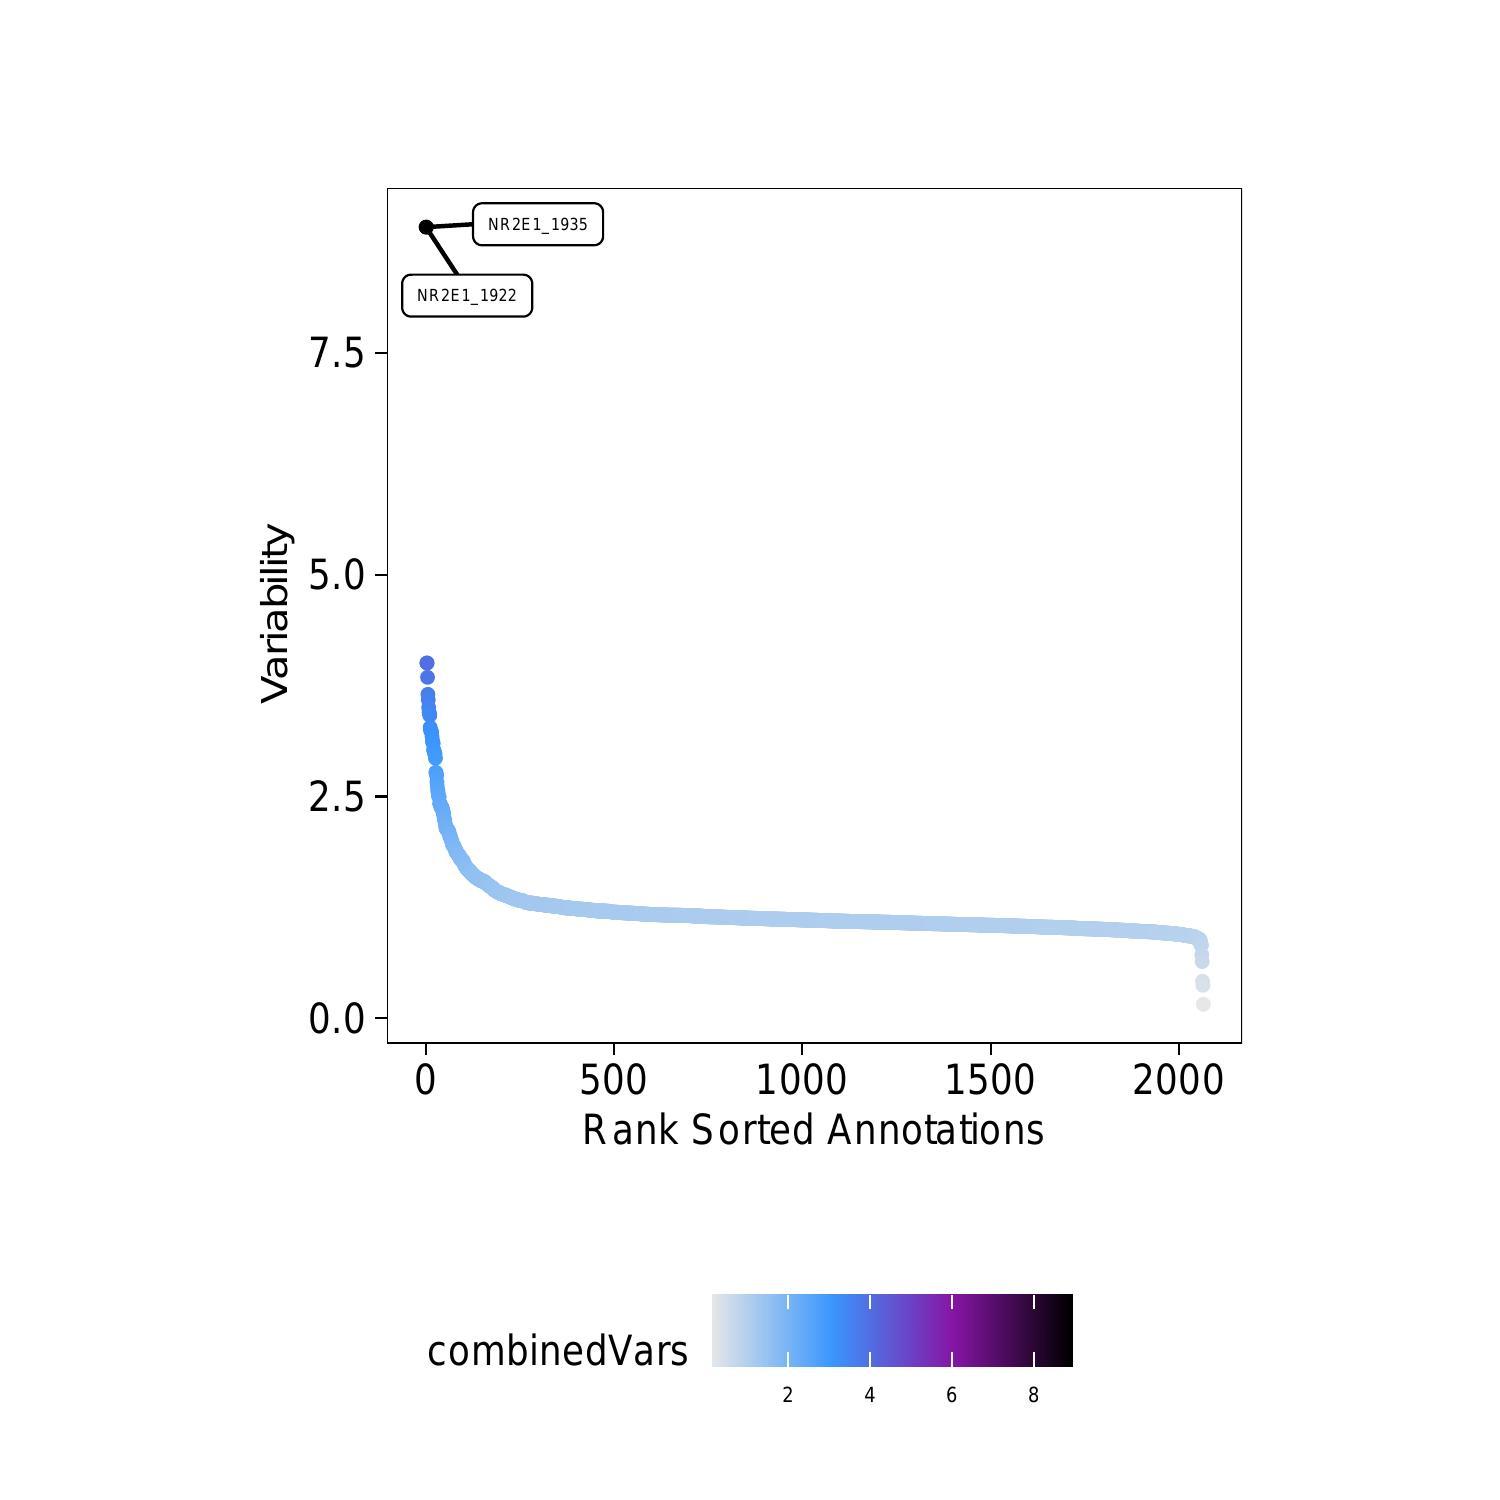 NR2E1_1935
NR2E1_1922
7.5
5.0
2.5
0.0
Variability
0 500 1000 1500 2000
Rank Sorted Annotations
combinedVars
2 4 6 8